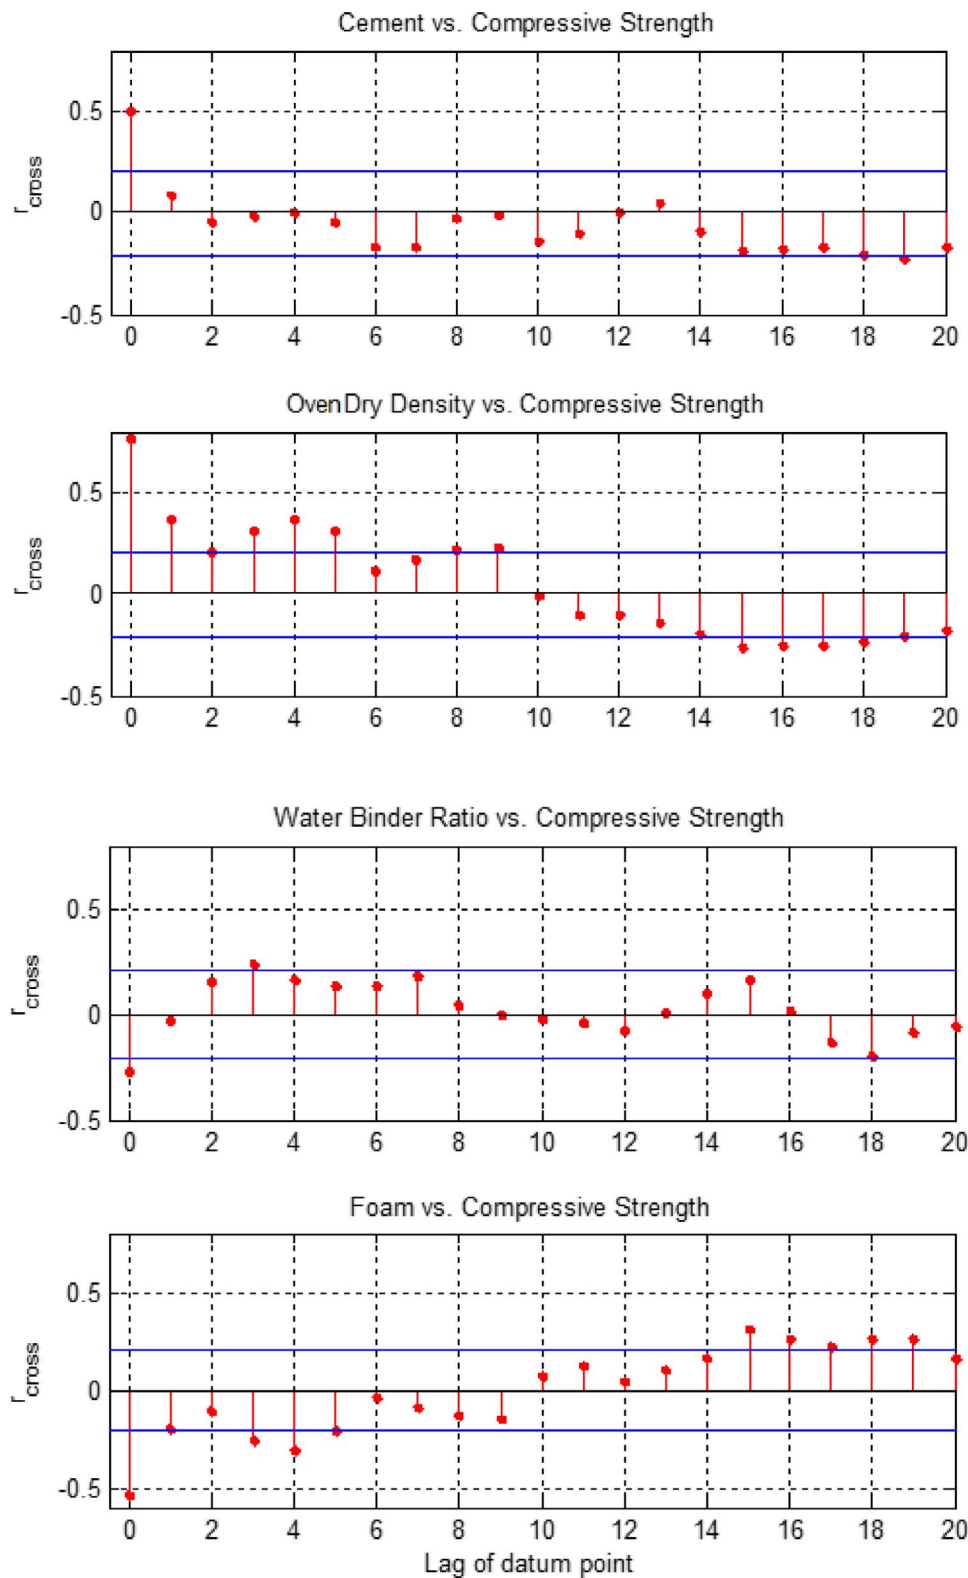 Cement vs. Compressive Strength
0.5
0
-0.5
r_cross
0 2 4 6 8 10 12 14 16 18 20
OvenDry Density vs. Compressive Strength
0.5
0
-0.5
r_cross
0 2 4 6 8 10 12 14 16 18 20
Water Binder Ratio vs. Compressive Strength
0.5
0
-0.5
r_cross
0 2 4 6 8 10 12 14 16 18 20
Foam vs. Compressive Strength
0.5
0
-0.5
r_cross
0 2 4 6 8 10 12 14 16 18 20
Lag of datum point